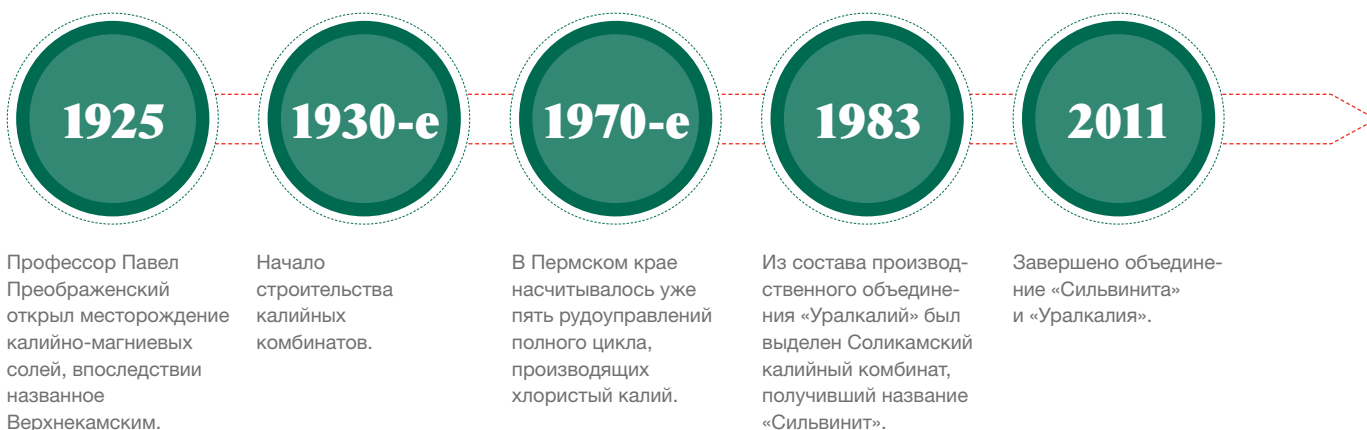 1925
1930-е
1970-е
1983
2011
Профессор Павел
Преображенский
открыл месторождение
калийно-магниевых
солей, впоследствии
названное
Верхнекамским.
Начало
строительства
калийных
комбинатов.
В Пермском крае
насчитывалось уже
пять рудоуправлений
полного цикла,
производящих
хлористый калий.
Из состава производ-
ственного объедине-
ния «Уралкалий» был
выделен Соликамский
калийный комбинат,
получивший название
«Сильвинит».
Завершено объедине-
ние «Сильвинита»
и «Уралкалия».